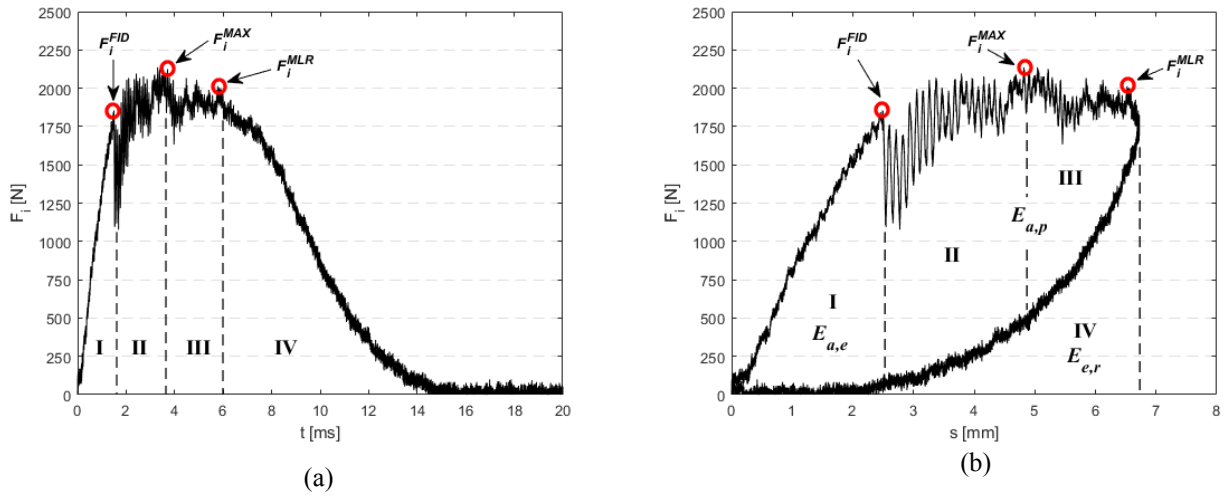 2500
2250
2000
1750
1500
1250
1000
750
500
250
0
F_i [N]
F_i^FID
F_i^MAX
F_i^MLR
I
II
III
IV
0 2 4 6 8 10 12 14 16 18 20
t [ms]
(a)
2500
2250
2000
1750
1500
1250
1000
750
500
250
0
F_i [N]
F_i^FID
F_i^MAX
F_i^MLR
III
E_a,p
II
I
E_a,e
IV
E_e,r
0 1 2 3 4 5 6 7 8
s [mm]
(b)